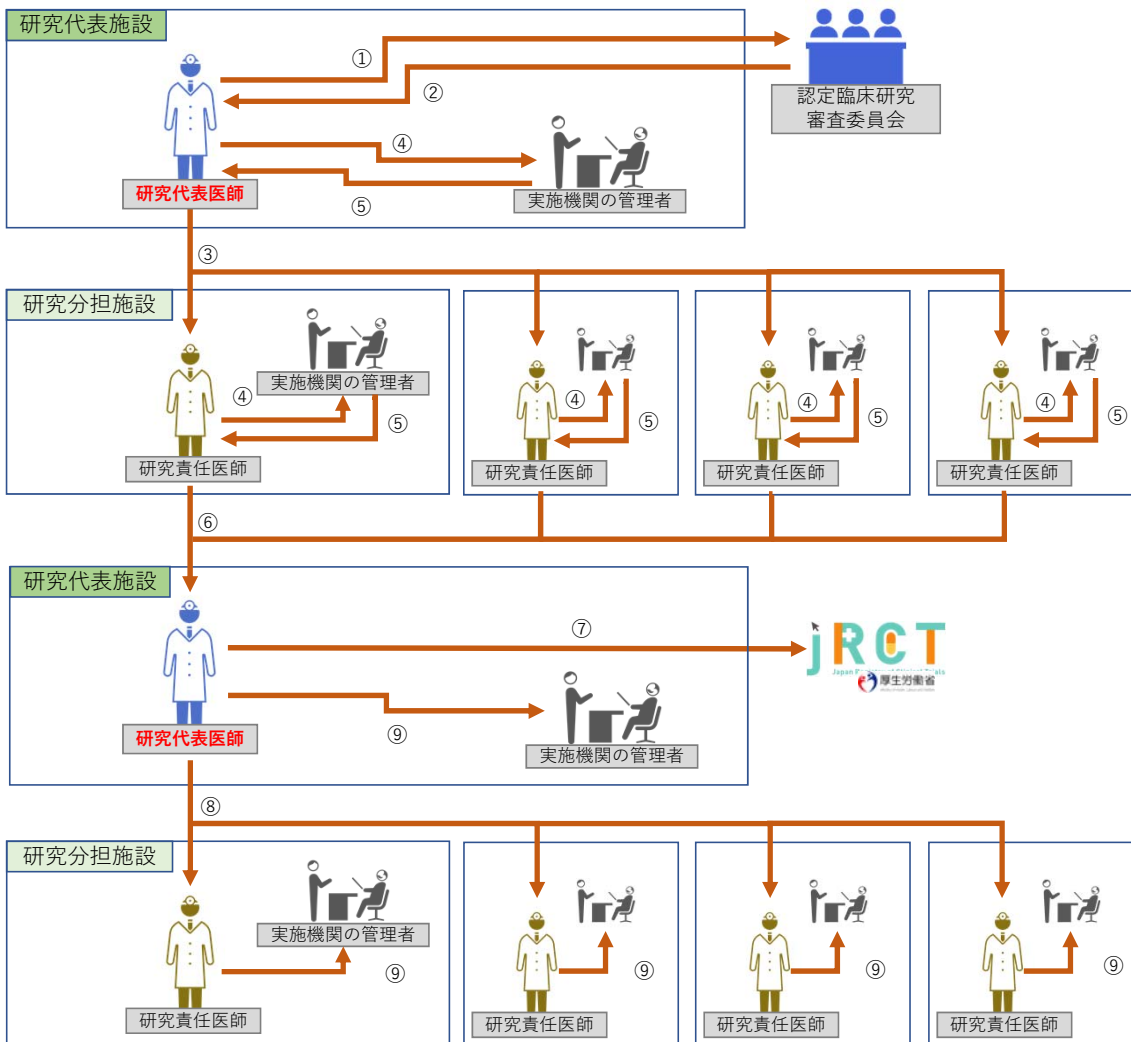 研究代表施設
①
②
認定臨床研究
審査委員会
④
⑤
研究代表医師
実施機関の管理者
③
研究分担施設
実施機関の管理者
④
⑤
研究責任医師
④
⑤
研究責任医師
④
⑤
研究責任医師
④
⑤
研究責任医師
⑥
研究代表施設
⑦
jRCT
厚生労働省
⑨
研究代表医師
実施機関の管理者
⑧
研究分担施設
実施機関の管理者
⑨
研究責任医師
⑨
研究責任医師
⑨
研究責任医師
⑨
研究責任医師